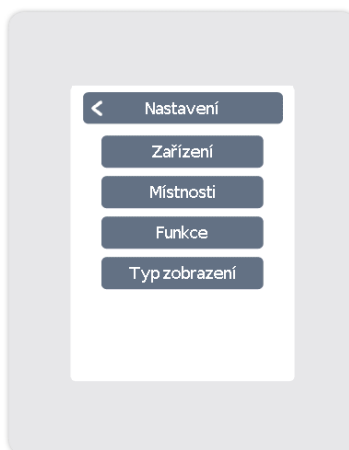 Nastavení
Zařízení
Místnosti
Funkce
Typ zobrazení